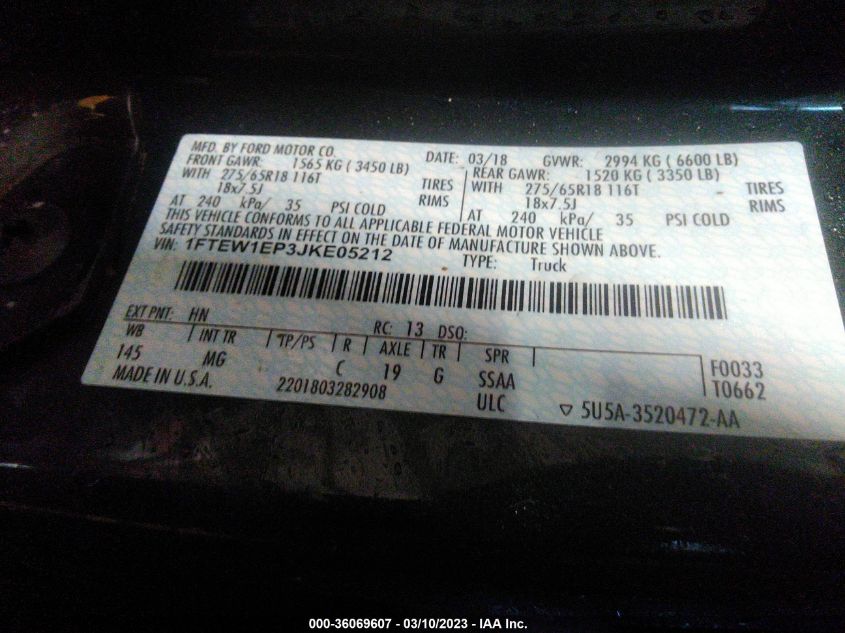 MFD. BY FORD MOTOR CO. DATE: 03/18 GVWR: 2994 KG ( 6600 LB)
FRONT GAWR: 1565 KG ( 3450 LB) REAR GAWR: 1520 KG ( 3350 LB)
WITH 275/65R18 116T TIRES WITH 275/65R18 116T TIRES
18x7.5J RIMS 18x7.5J RIMS
AT 240 kPa/ 35 PSI COLD AT 240 kPa/ 35 PSI COLD
THIS VEHICLE CONFORMS TO ALL APPLICABLE FEDERAL MOTOR VEHICLE
SAFETY STANDARDS IN EFFECT ON THE DATE OF MANUFACTURE SHOWN ABOVE.
VIN: 1FTEW1EP3JKE05212 TYPE: Truck
EXT PNT: HN RC: 13 DSO:
WB INT TR TP/PS R AXLE TR SPR F0033
145 MG C 19 G SSAA T0662
MADE IN U.S.A. 2201803282908 ULC ▽ 5U5A-3520472-AA
000-36069607 - 03/10/2023 - IAA Inc.